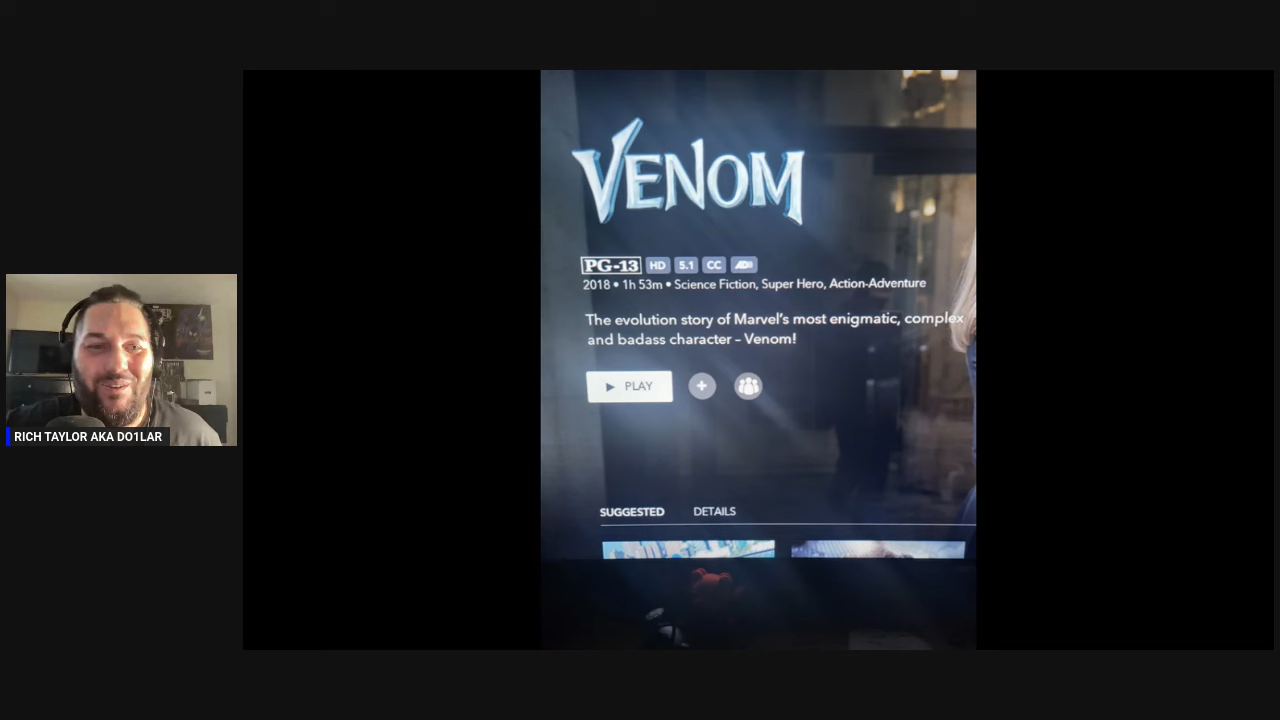 VENOM
PG-13 HD 5.1 CC AD
2018 • 1h 53m • Science Fiction, Super Hero, Action-Adventure
The evolution story of Marvel's most enigmatic, complex
and badass character – Venom!
PLAY
SUGGESTED DETAILS
RICH TAYLOR AKA DO1LAR